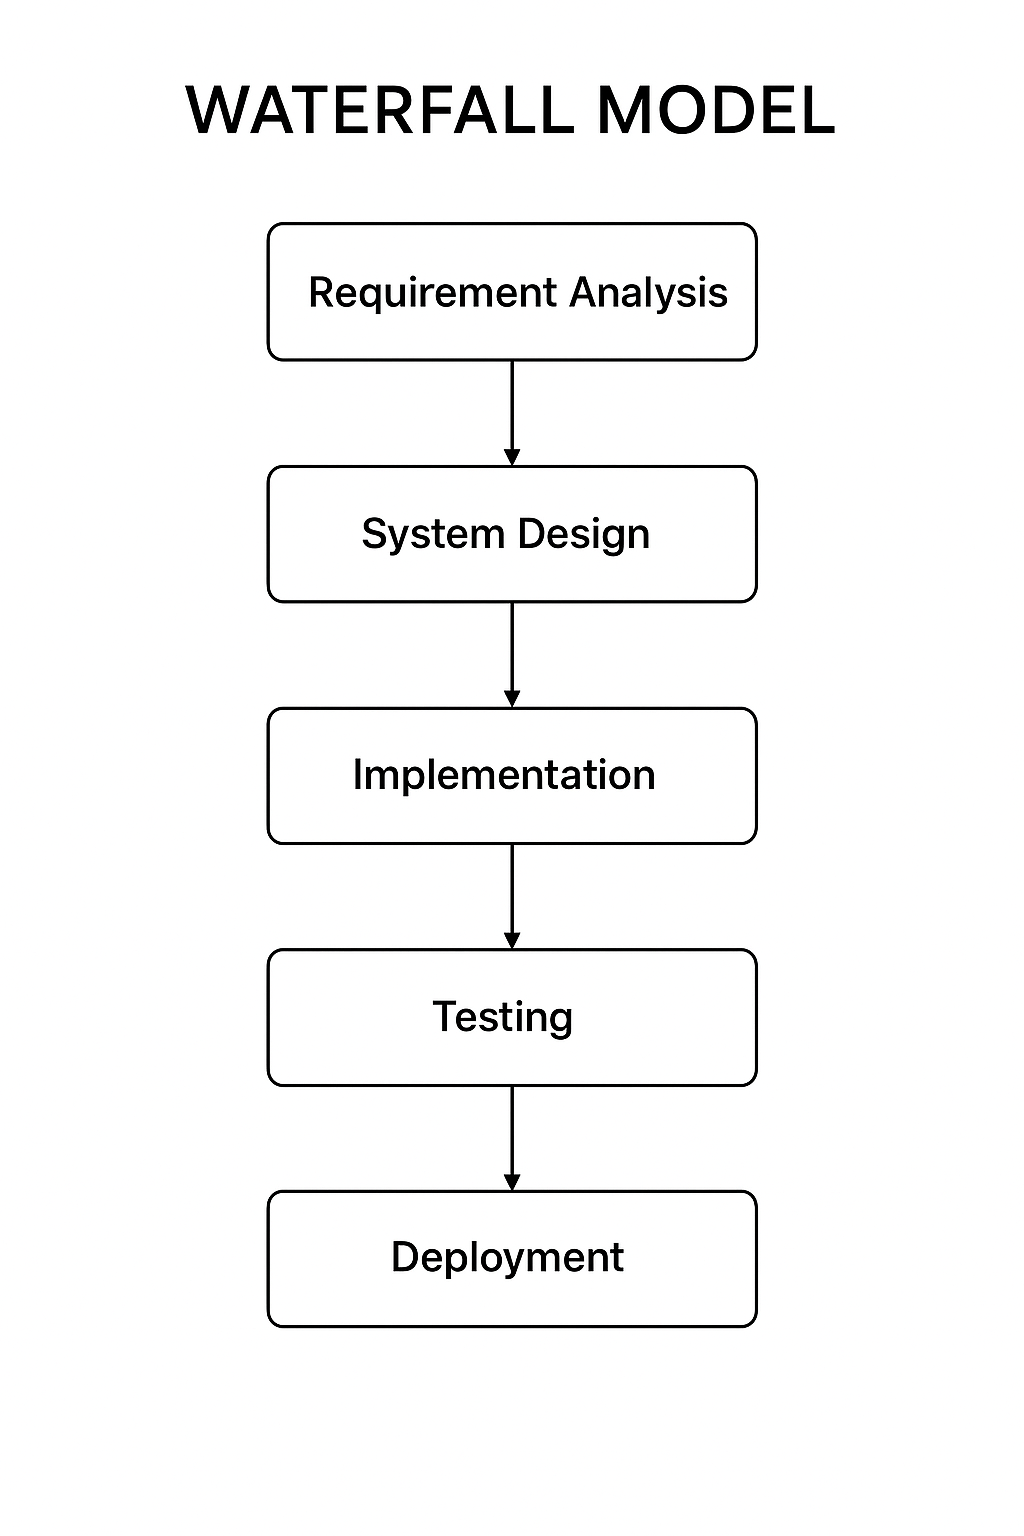 WATERFALL MODEL
Requirement Analysis
System Design
Implementation
Testing
Deployment